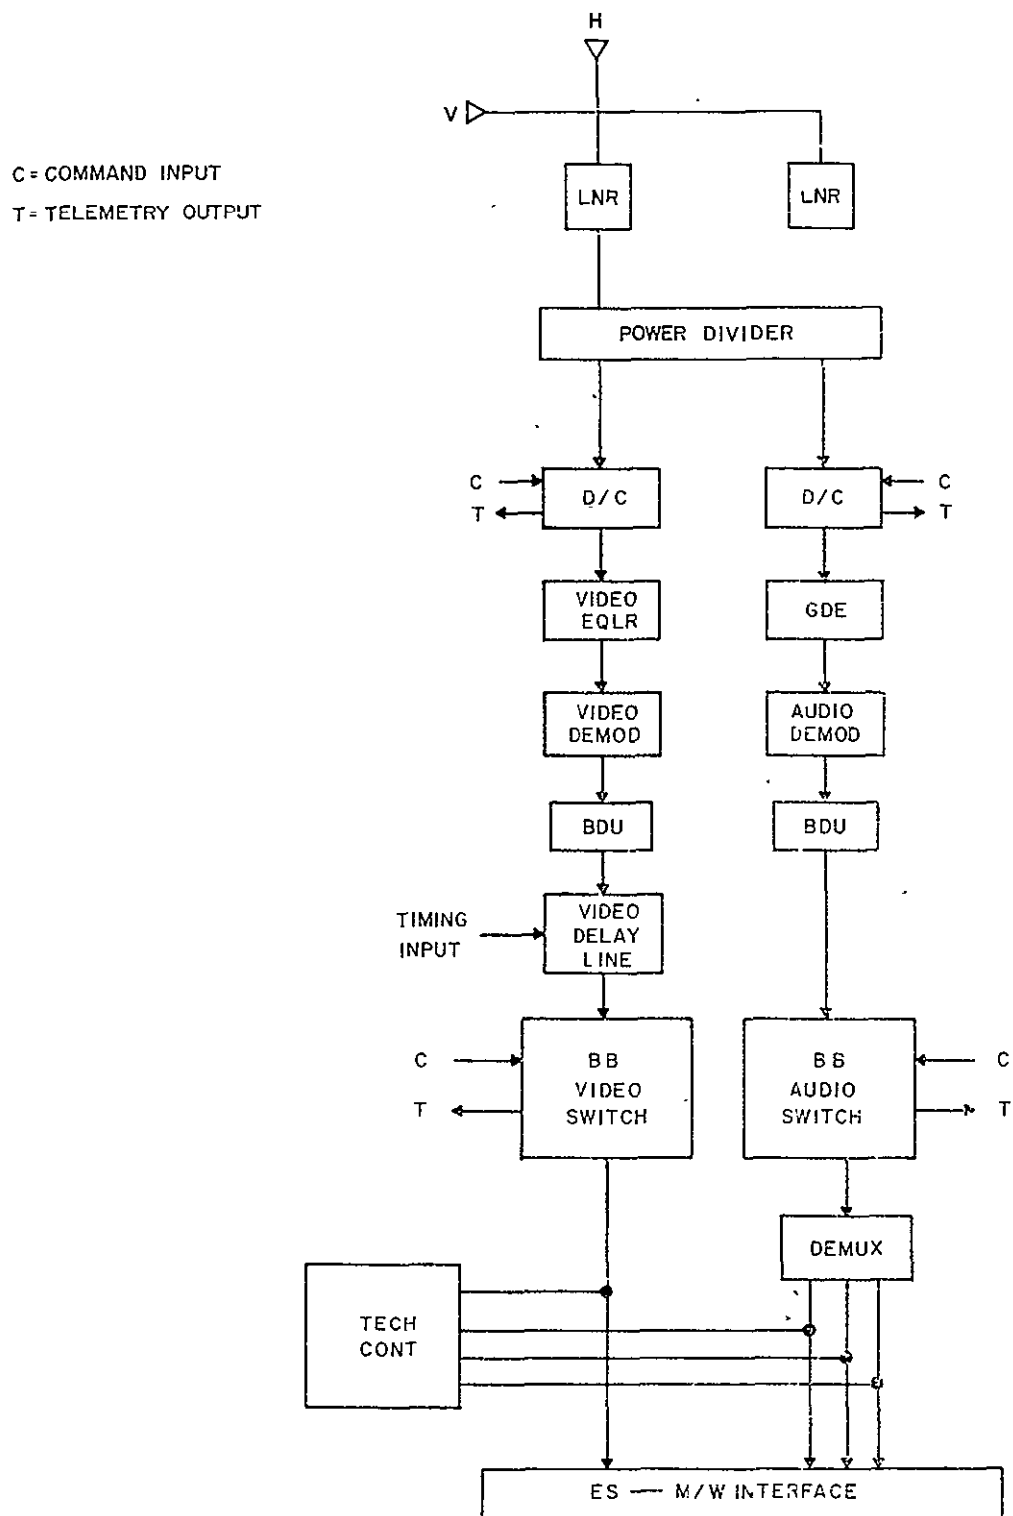 H
V
C = COMMAND INPUT
T = TELEMETRY OUTPUT
LNR
LNR
POWER DIVIDER
C
T
D/C
D/C
C
T
VIDEO
EQLR
GDE
VIDEO
DEMOD
AUDIO
DEMOD
BDU
BDU
TIMING
INPUT
VIDEO
DELAY
LINE
C
T
BB
VIDEO
SWITCH
BB
AUDIO
SWITCH
C
T
DEMUX
TECH
CONT
ES — M/W INTERFACE